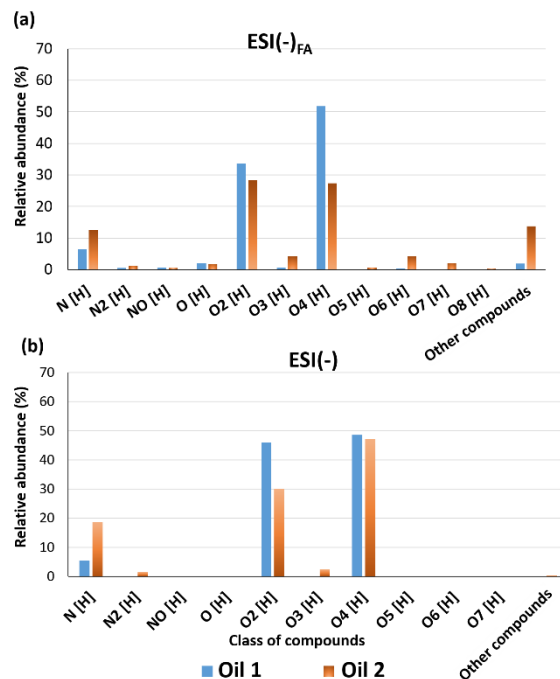 (a)
ESI(-)FA
Relative abundance (%)
70
60
50
40
30
20
10
0
N [H] N2 [H] NO [H] O [H] O2 [H] O3 [H] O4 [H] O5 [H] O6 [H] O7 [H] O8 [H] Other compounds
(b)
ESI(-)
Relative abundance (%)
70
60
50
40
30
20
10
0
N [H] N2 [H] NO [H] O [H] O2 [H] O3 [H] O4 [H] O5 [H] O6 [H] O7 [H] Other compounds
Class of compounds
Oil 1 Oil 2